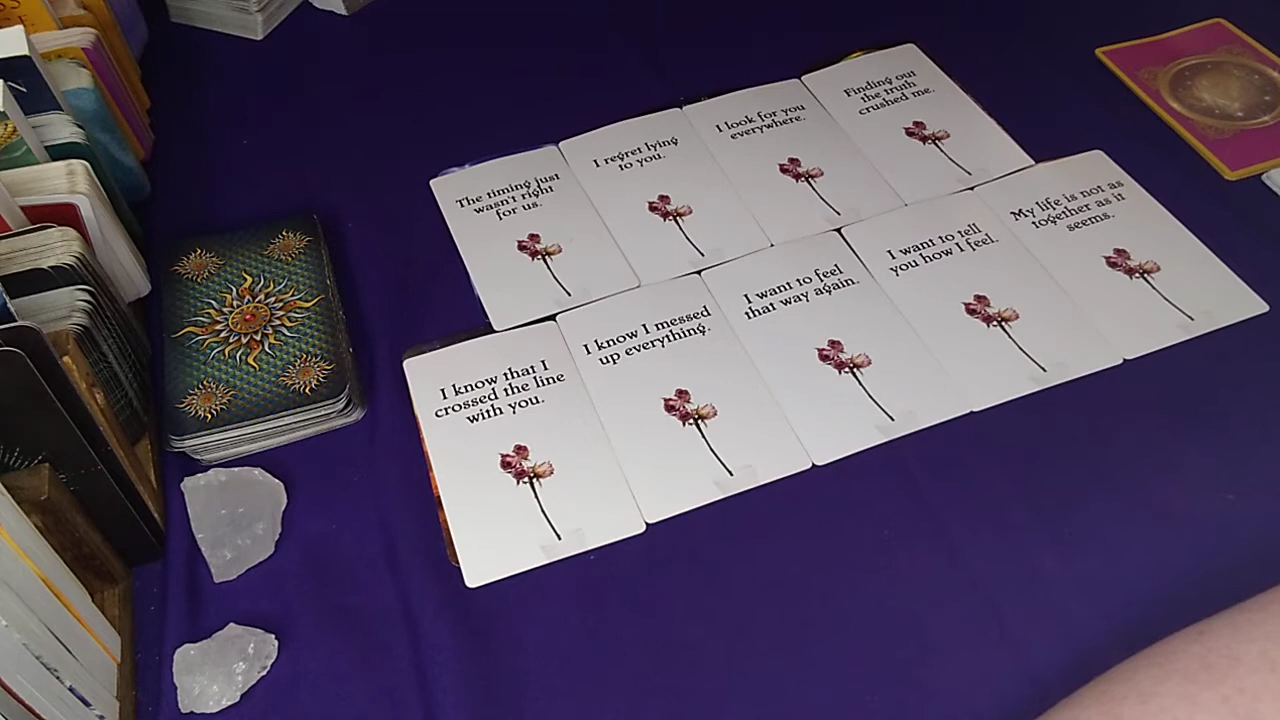 The timing just
wasn't right
for us.
I regret lying
to you.
I look for you
everywhere.
Finding out
the truth
crushed me.
I know that I
crossed the line
with you.
I know I messed
up everything.
I want to feel
that way again.
I want to tell
you how I feel.
My life is not as
together as it
seems.